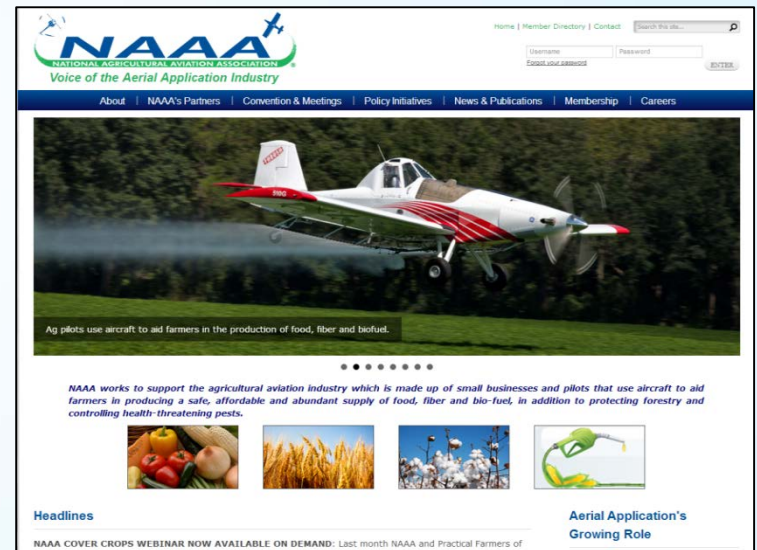 Home | Member Directory | Contact
Search this site...
NAAA
NATIONAL AGRICULTURAL AVIATION ASSOCIATION
®
Voice of the Aerial Application Industry
Username
Password
Forgot your password
ENTER
About | NAAA's Partners | Convention & Meetings | Policy Initiatives | News & Publications | Membership | Careers
THRUSH
510G
Ag pilots use aircraft to aid farmers in the production of food, fiber and biofuel.
NAAA works to support the agricultural aviation industry which is made up of small businesses and pilots that use aircraft to aid
farmers in producing a safe, affordable and abundant supply of food, fiber and bio-fuel, in addition to protecting forestry and
controlling health-threatening pests.
Headlines
NAAA COVER CROPS WEBINAR NOW AVAILABLE ON DEMAND: Last month NAAA and Practical Farmers of
Aerial Application's
Growing Role